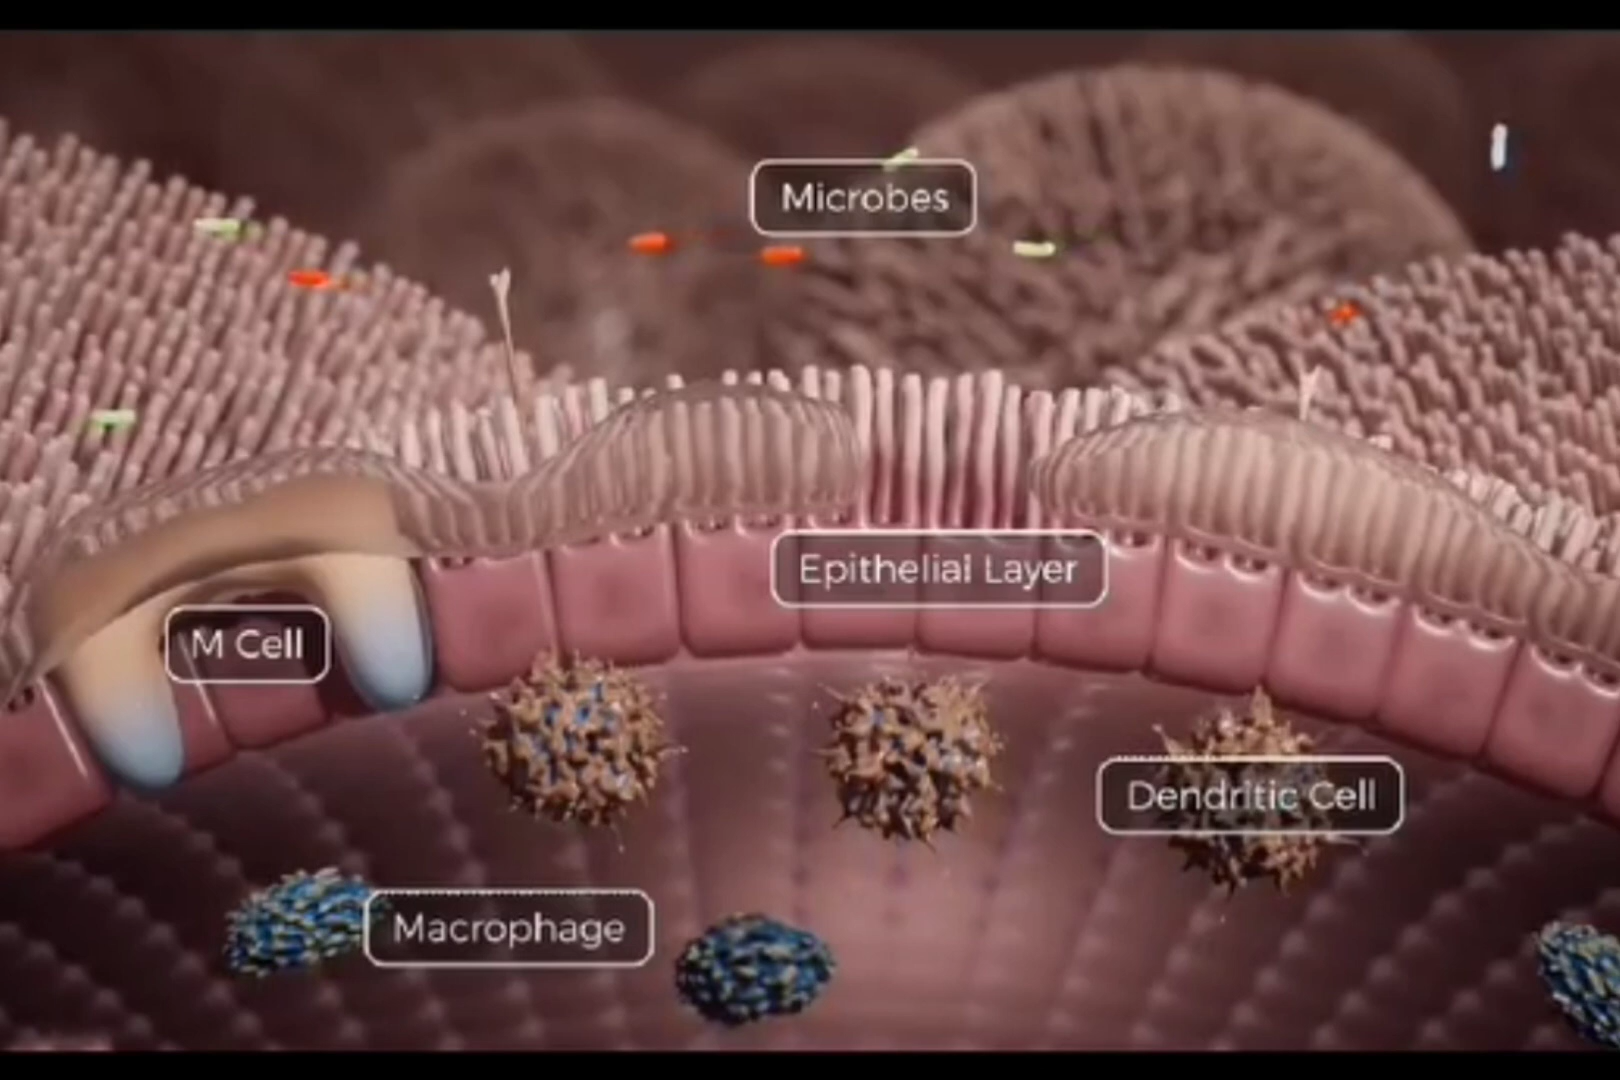 Microbes
Epithelial Layer
M Cell
Dendritic Cell
Macrophage